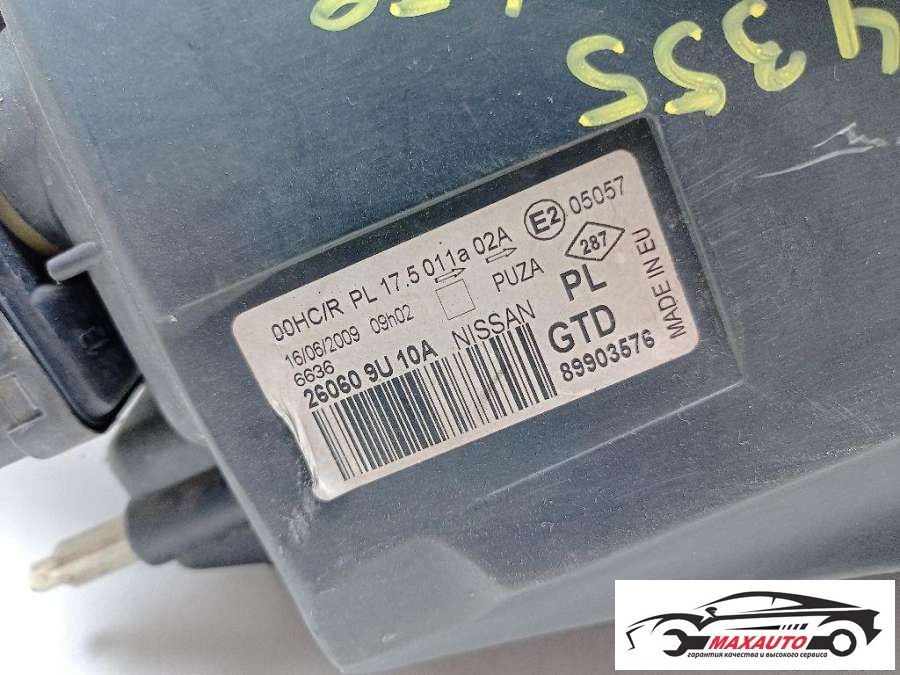 4355
00HC/R PL 17.5 011a 02A E2 05057
16/06/2009 09h02 PUZA 287
6636
26060 9U 10A NISSAN PL
GTD
89903576
MADE IN EU
MAXAUTO
гарантия качества и высокого сервиса